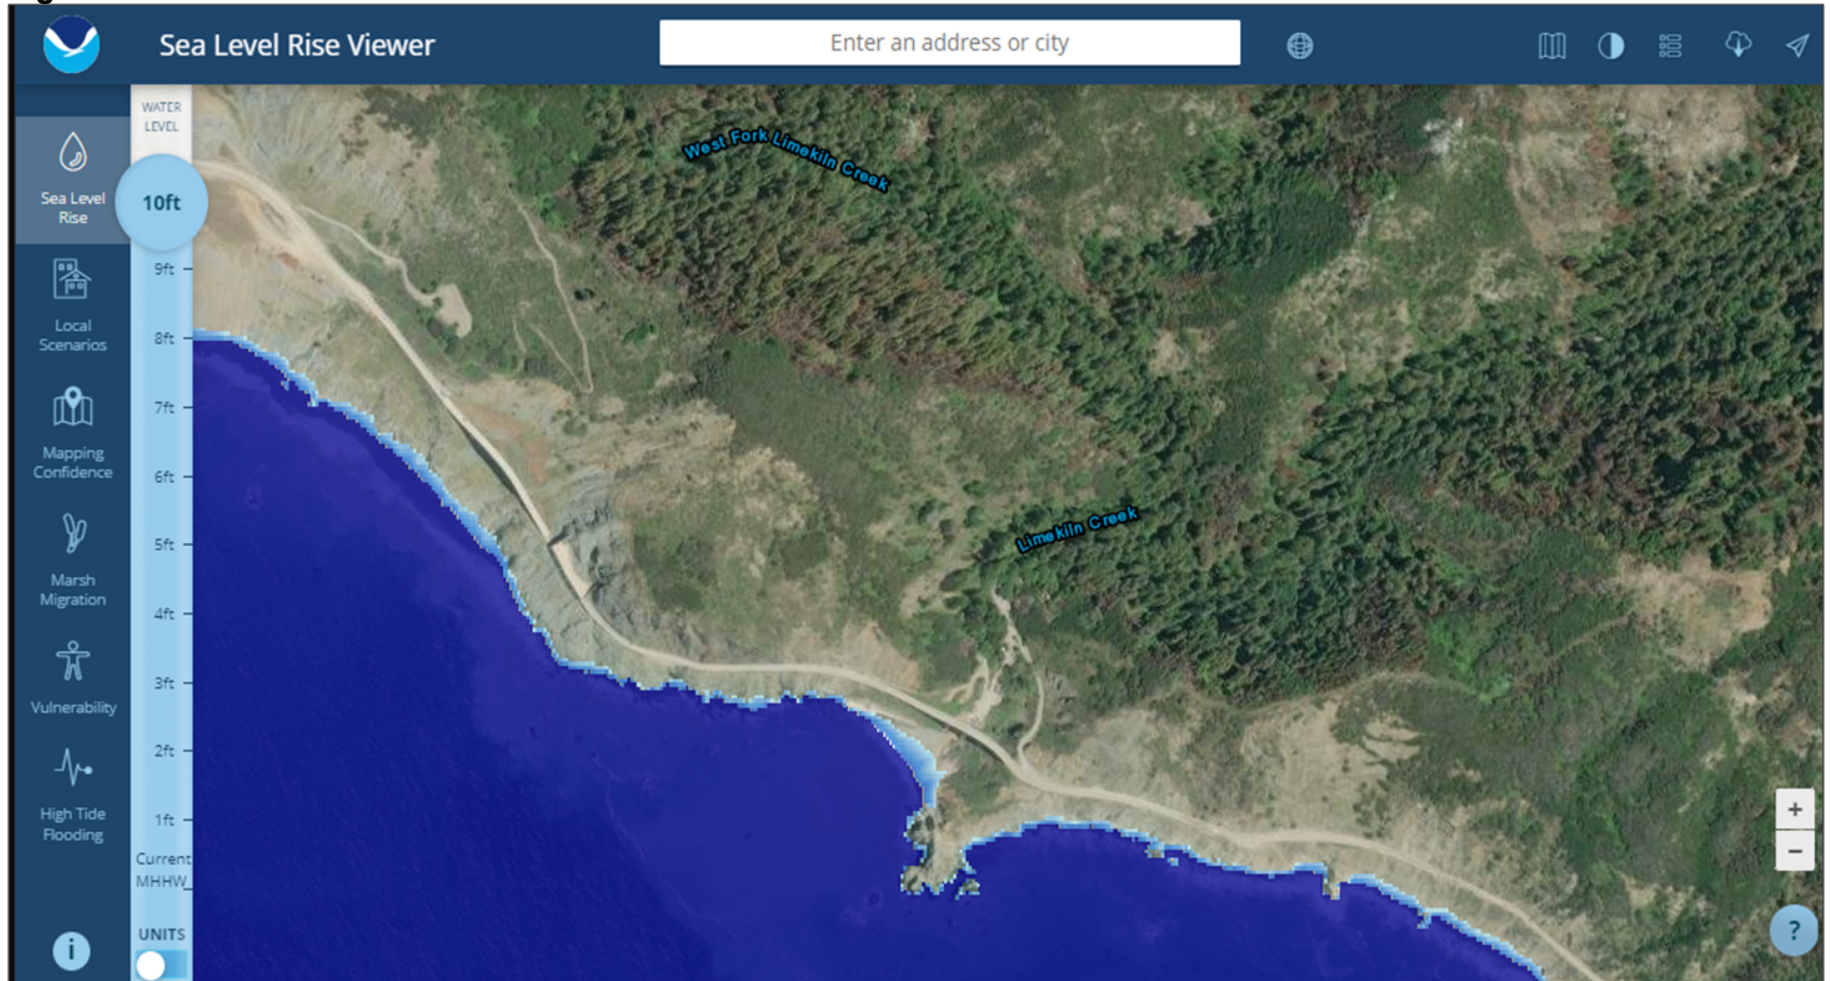 Sea Level Rise Viewer
Enter an address or city
WATER
LEVEL
10ft
9ft
8ft
7ft
6ft
5ft
4ft
3ft
2ft
1ft
Current
MHHW
UNITS
Sea Level
Rise
Local
Scenarios
Mapping
Confidence
Marsh
Migration
Vulnerability
High Tide
Flooding
i
West Fork Limekiln Creek
Limekiln Creek
+
−
?